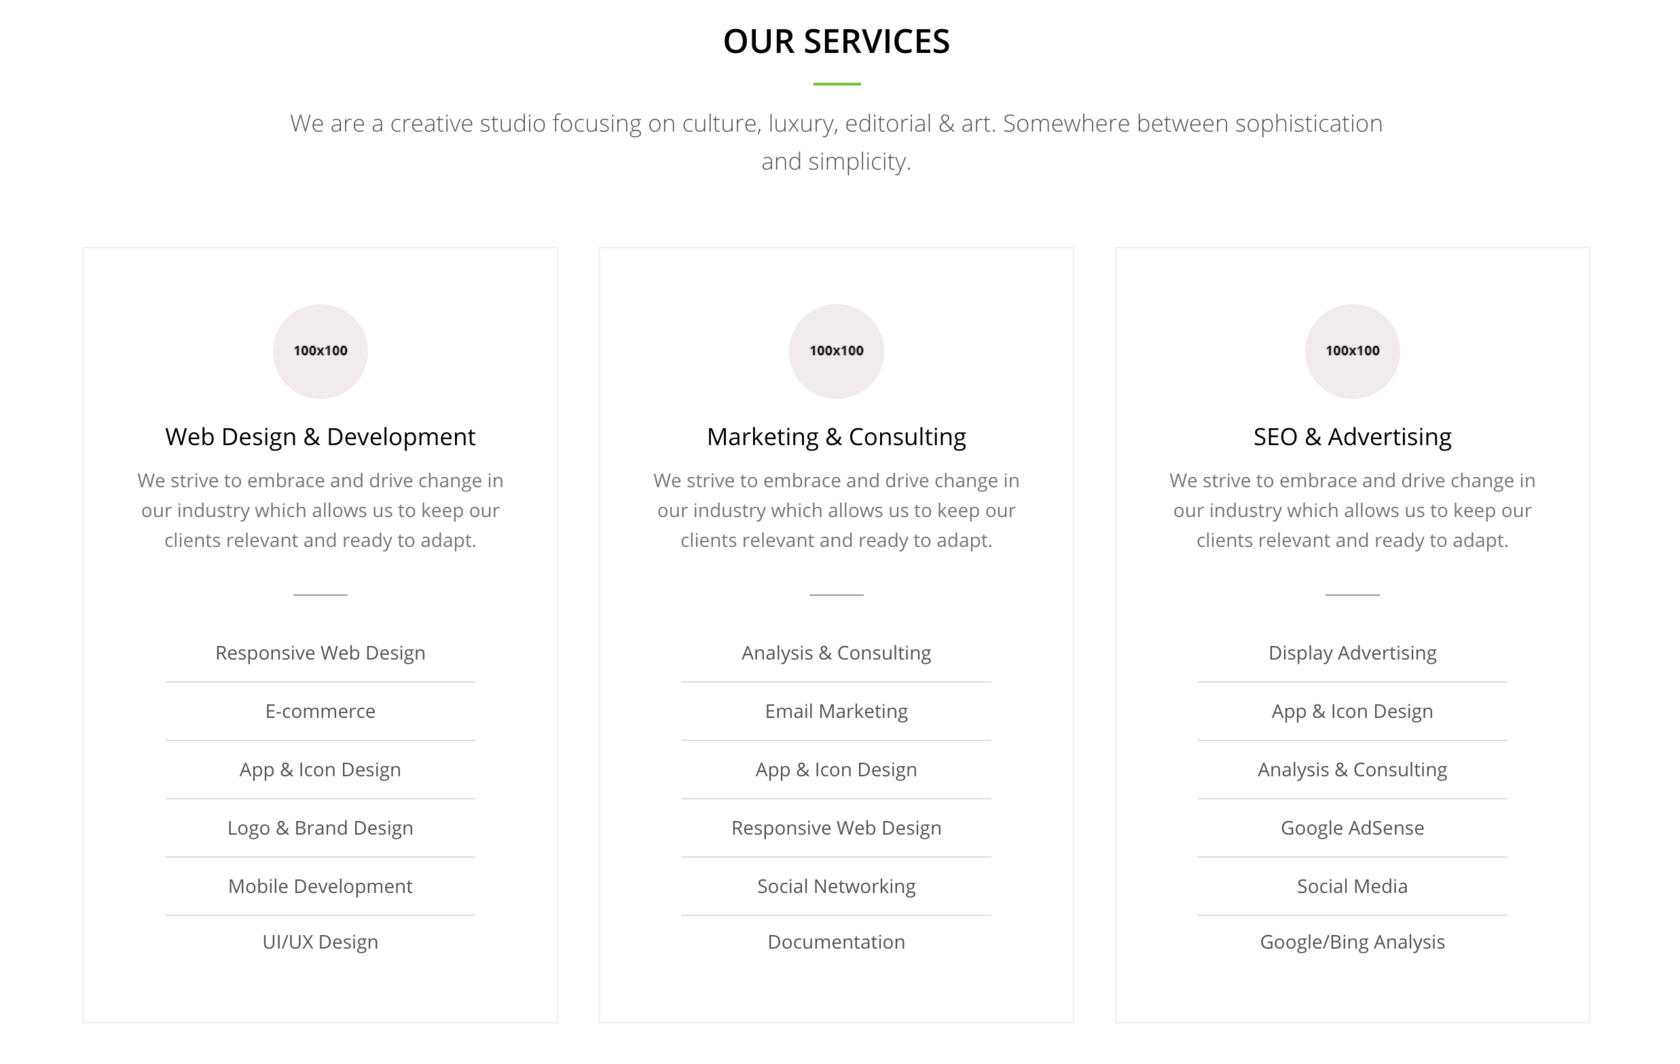 OUR SERVICES
We are a creative studio focusing on culture, luxury, editorial & art. Somewhere between sophistication
and simplicity.
100x100
Web Design & Development
We strive to embrace and drive change in
our industry which allows us to keep our
clients relevant and ready to adapt.
Responsive Web Design
E-commerce
App & Icon Design
Logo & Brand Design
Mobile Development
UI/UX Design
100x100
Marketing & Consulting
We strive to embrace and drive change in
our industry which allows us to keep our
clients relevant and ready to adapt.
Analysis & Consulting
Email Marketing
App & Icon Design
Responsive Web Design
Social Networking
Documentation
100x100
SEO & Advertising
We strive to embrace and drive change in
our industry which allows us to keep our
clients relevant and ready to adapt.
Display Advertising
App & Icon Design
Analysis & Consulting
Google AdSense
Social Media
Google/Bing Analysis